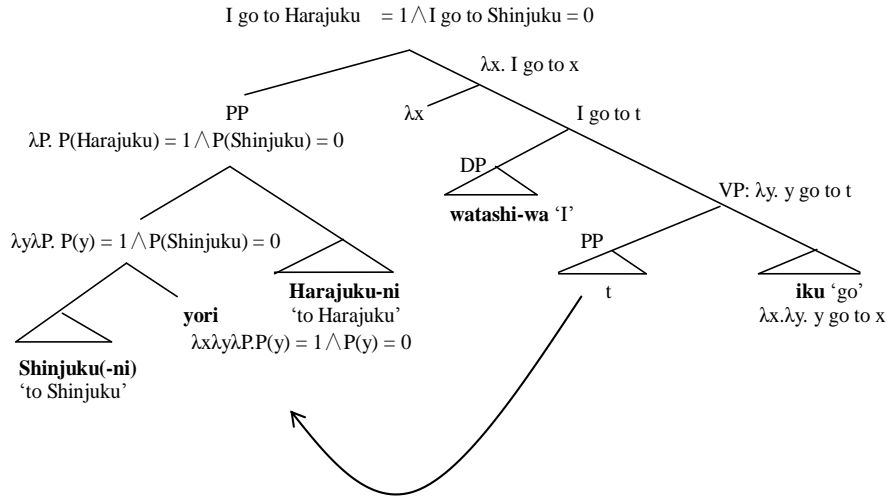 I go to Harajuku = 1∧I go to Shinjuku = 0
λx. I go to x
PP
λx
I go to t
λP. P(Harajuku) = 1∧P(Shinjuku) = 0
DP
VP: λy. y go to t
watashi-wa ‘I’
λyλP. P(y) = 1∧P(Shinjuku) = 0
PP
Harajuku-ni
t
iku ‘go’
yori
‘to Harajuku’
λx.λy. y go to x
λxλyλP.P(y) = 1∧P(y) = 0
Shinjuku(-ni)
‘to Shinjuku’